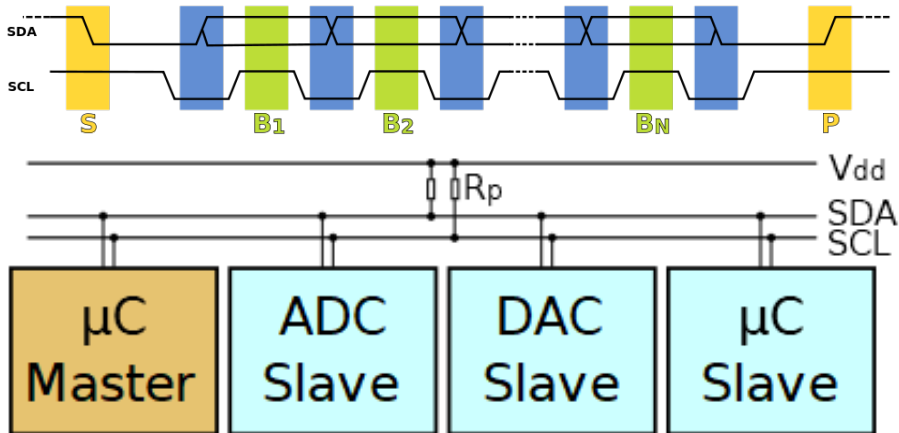 SDA
SCL
S B1 B2 BN P
Vdd
Rp
SDA
SCL
µC Master
ADC Slave
DAC Slave
µC Slave